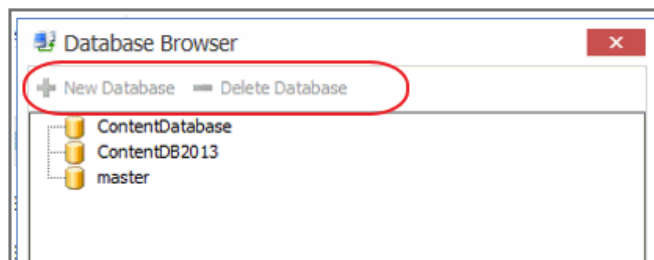 Database Browser
New Database Delete Database
ContentDatabase
ContentDB2013
master